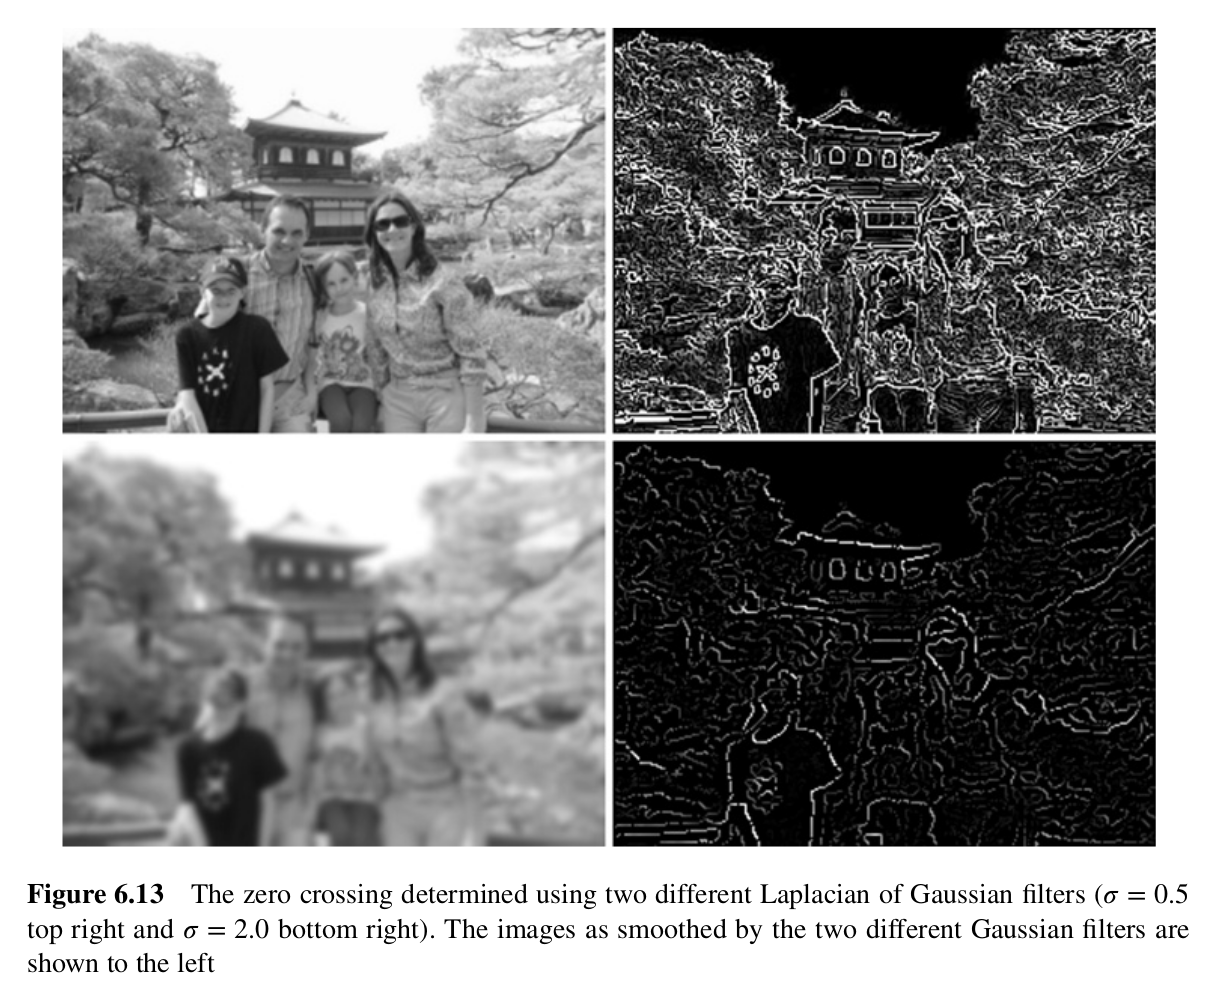 Figure 6.13 The zero crossing determined using two different Laplacian of Gaussian filters (σ = 0.5
top right and σ = 2.0 bottom right). The images as smoothed by the two different Gaussian filters are
shown to the left